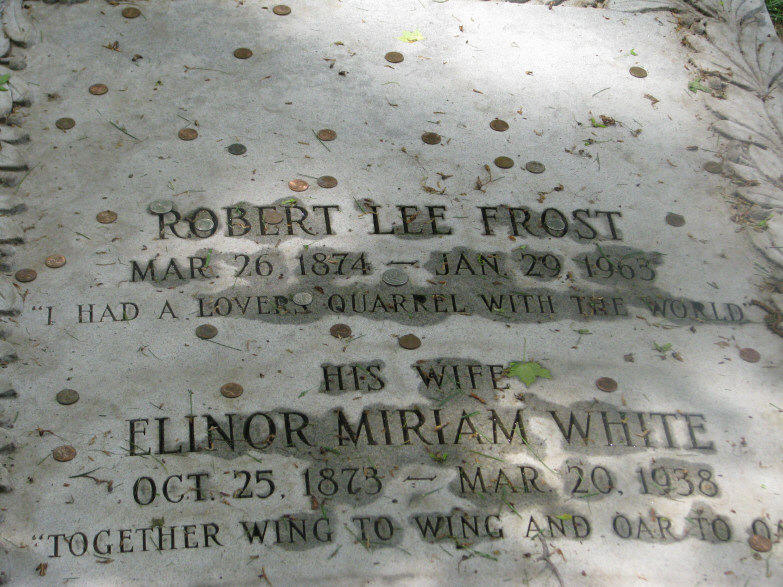 ROBERT LEE FROST
MAR. 26, 1874 — JAN. 29, 1963
"I HAD A LOVERS QUARREL WITH THE WORLD
HIS WIFE
ELINOR MIRIAM WHITE
OCT. 25, 1873 — MAR. 20, 1938
"TOGETHER WING TO WING AND OAR TO